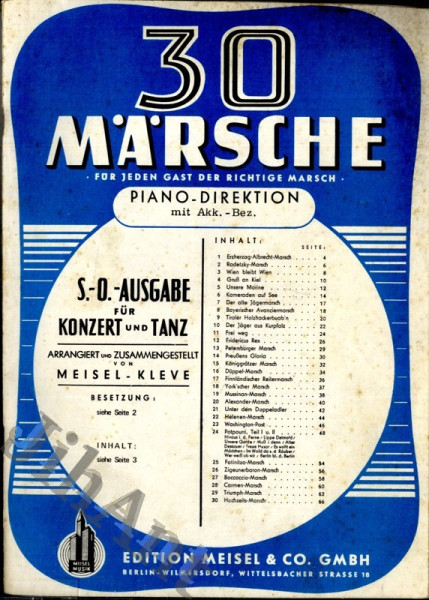 30
MÄRSCHE
· FÜR JEDEN GAST DER RICHTIGE MARSCH ·
PIANO-DIREKTION
mit Akk.-Bez.
S.-O.-AUSGABE
FÜR
KONZERT UND TANZ
ARRANGIERT UND ZUSAMMENGESTELLT
VON
MEISEL-KLEVE
BESETZUNG:
siehe Seite 2
INHALT:
siehe Seite 3
INHALT:
SEITE:
1 Erzherzog-Albrecht-Marsch 4
2 Radetzky-Marsch 6
3 Wien bleibt Wien 8
4 Gruß an Kiel 10
5 Unsere Marine 12
6 Kameraden auf See 14
7 Der alte Jägermarsch 17
8 Bayerischer Avanciermarsch 18
9 Tiroler Holzhackerbuab'n 20
10 Der Jäger aus Kurpfalz 22
11 Frei weg 24
12 Fridericus Rex 26
13 Petersburger Marsch 29
14 Preußens Gloria 30
15 Königgrätzer Marsch 32
16 Düppel-Marsch 34
17 Finnländischer Reitermarsch 36
18 York'scher Marsch 38
19 Mussinan-Marsch 38
20 Alexander-Marsch 40
21 Unter dem Doppeladler 42
22 Helenen-Marsch 44
23 Washington-Post 46
24 Potpourri, Teil I u. II 48
25 Fatinitza-Marsch 54
26 Zigeunerbaron-Marsch 56
27 Boccaccio-Marsch 58
28 Carmen-Marsch 60
29 Triumph-Marsch 62
30 Hochzeits-Marsch 66
MEISEL
MUSIK
EDITION MEISEL & CO. GMBH
BERLIN-WILMERSDORF, WITTELSBACHER STRASSE 18